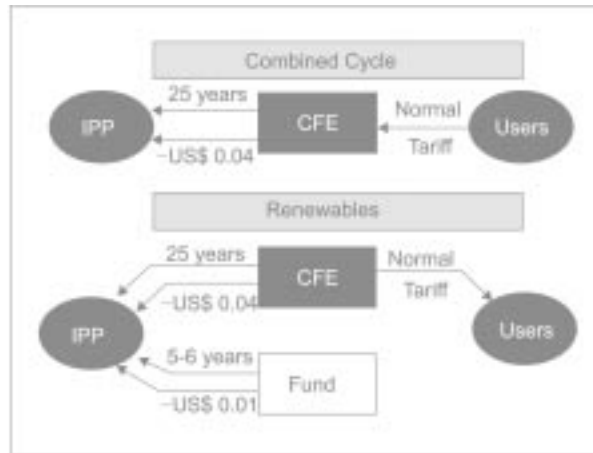 Combined Cycle
25 years
IPP
CFE
Normal
Users
~US$ 0.04
Tariff
Renewables
25 years
CFE
Normal
~US$ 0.04
Tariff
IPP
Users
5-6 years
Fund
~US$ 0.01